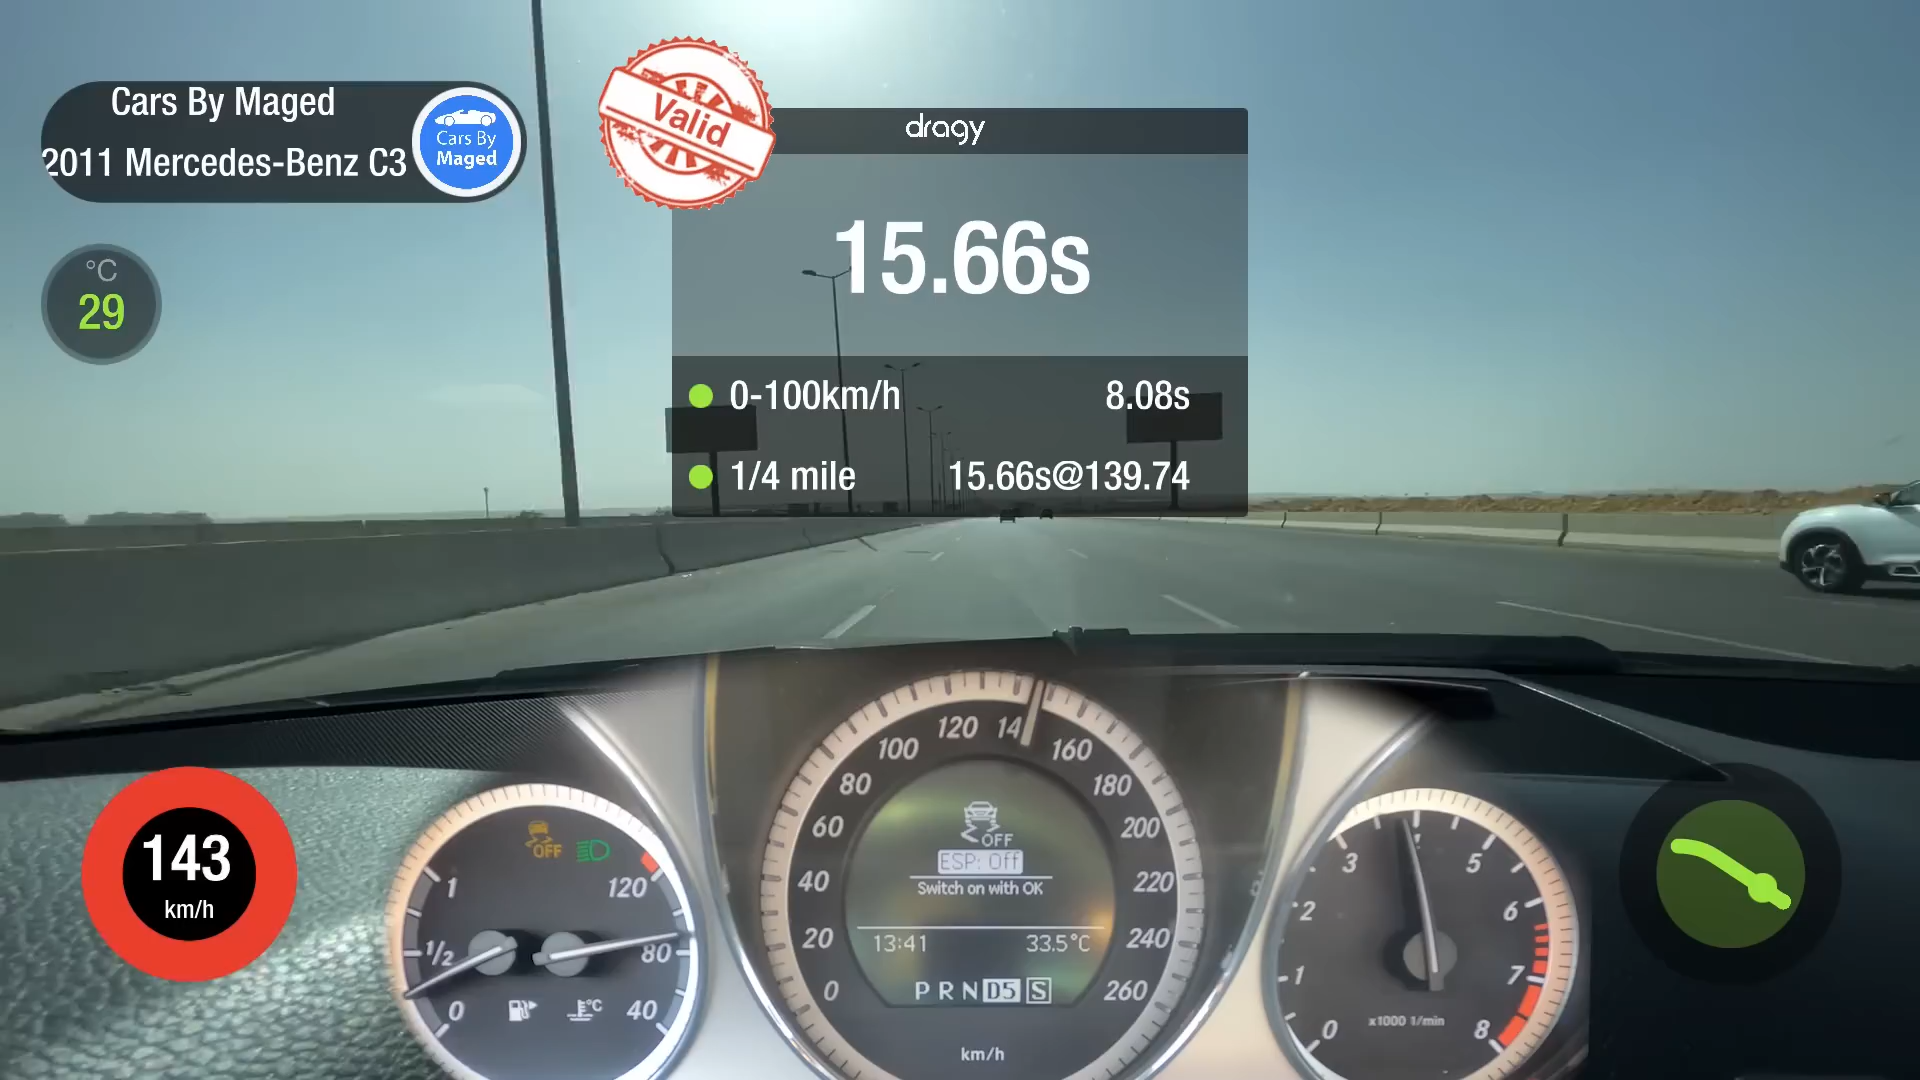 Cars By Maged
2011 Mercedes-Benz C3
Cars By
Maged
Valid
dragy
15.66s
°C
29
0-100km/h 8.08s
1/4 mile 15.66s@139.74
143
km/h
1
1/2
0
OFF
120
80
40
°C
0
20
40
60
80
100
120
14
160
180
200
220
240
260
OFF
ESP: Off
Switch on with OK
13:41 33.5°C
P R N D5 S
km/h
0
1
2
3
5
6
7
8
x1000 1/min